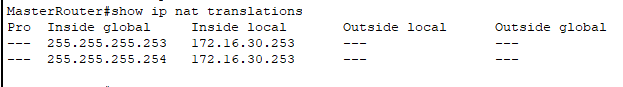 MasterRouter#show ip nat translations
Pro  Inside global     Inside local       Outside local      Outside global
---  255.255.255.253   172.16.30.253      ---                ---
---  255.255.255.254   172.16.30.253      ---                ---